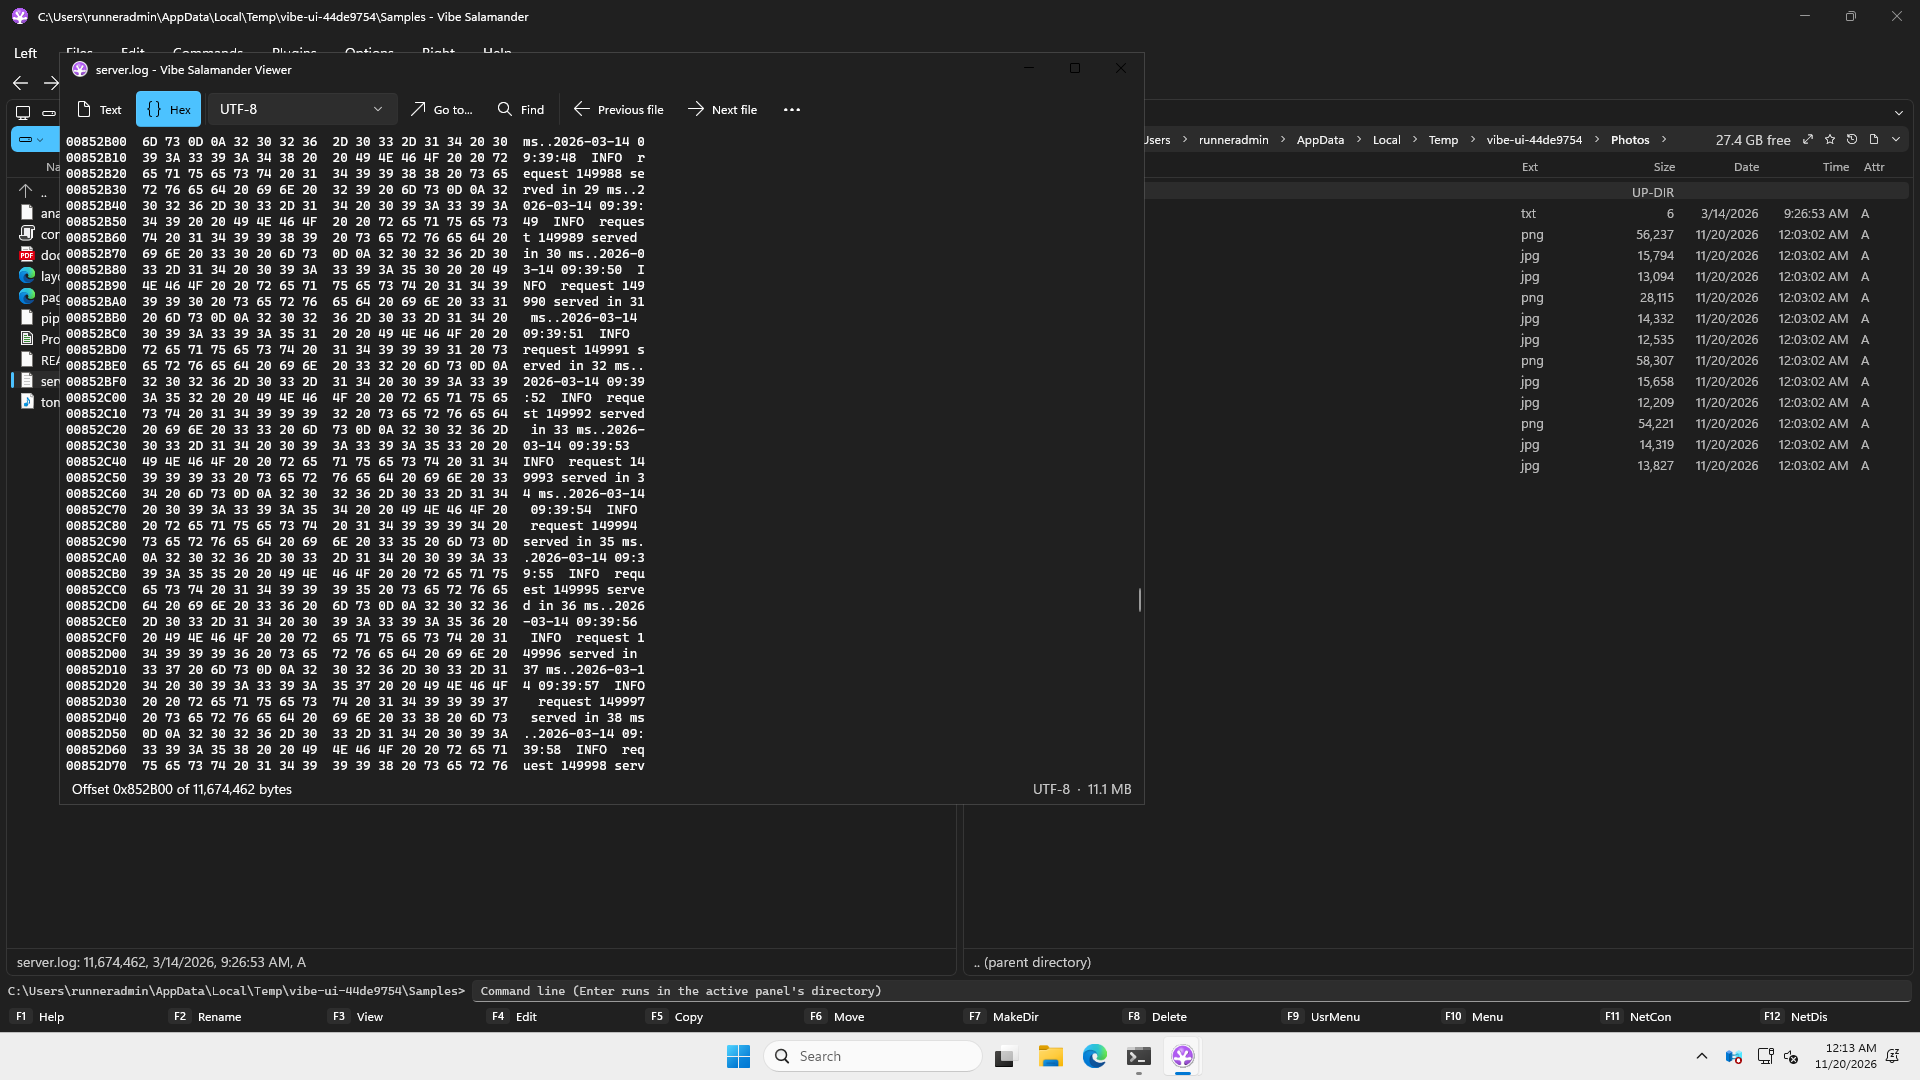 C:\Users\runneradmin\AppData\Local\Temp\vibe-ui-44de9754\Samples - Vibe Salamander
Left Files Edit Commands Plugins Options Right Help
server.log - Vibe Salamander Viewer
Text {} Hex UTF-8 Go to... Find Previous file Next file ...
00852B00 6D 73 0D 0A 32 30 32 36 2D 30 33 2D 31 34 20 30 ms..2026-03-14 0
00852B10 39 3A 33 39 3A 34 38 20 20 49 4E 46 4F 20 20 72 9:39:48  INFO  r
00852B20 65 71 75 65 73 74 20 31 34 39 39 38 38 20 73 65 equest 149988 se
00852B30 72 76 65 64 20 69 6E 20 32 39 20 6D 73 0D 0A 32 rved in 29 ms..2
00852B40 30 32 36 2D 30 33 2D 31 34 20 30 39 3A 33 39 3A 026-03-14 09:39:
00852B50 34 39 20 20 49 4E 46 4F 20 20 72 65 71 75 65 73 49  INFO  reques
00852B60 74 20 31 34 39 39 38 39 20 73 65 72 76 65 64 20 t 149989 served
00852B70 69 6E 20 33 30 20 6D 73 0D 0A 32 30 32 36 2D 30 in 30 ms..2026-0
00852B80 33 2D 31 34 20 30 39 3A 33 39 3A 35 30 20 20 49 3-14 09:39:50  I
00852B90 4E 46 4F 20 20 72 65 71 75 65 73 74 20 31 34 39 NFO  request 149
00852BA0 39 39 30 20 73 65 72 76 65 64 20 69 6E 20 33 31 990 served in 31
00852BB0 20 6D 73 0D 0A 32 30 32 36 2D 30 33 2D 31 34 20 ms..2026-03-14
00852BC0 30 39 3A 33 39 3A 35 31 20 20 49 4E 46 4F 20 20 09:39:51  INFO
00852BD0 72 65 71 75 65 73 74 20 31 34 39 39 39 31 20 73 request 149991 s
00852BE0 65 72 76 65 64 20 69 6E 20 33 32 20 6D 73 0D 0A erved in 32 ms..
00852BF0 32 30 32 36 2D 30 33 2D 31 34 20 30 39 3A 33 39 2026-03-14 09:39
00852C00 3A 35 32 20 20 49 4E 46 4F 20 20 72 65 71 75 65 :52  INFO  reque
00852C10 73 74 20 31 34 39 39 39 32 20 73 65 72 76 65 64 st 149992 served
00852C20 20 69 6E 20 33 33 20 6D 73 0D 0A 32 30 32 36 2D in 33 ms..2026-
00852C30 30 33 2D 31 34 20 30 39 3A 33 39 3A 35 33 20 20 03-14 09:39:53
00852C40 49 4E 46 4F 20 20 72 65 71 75 65 73 74 20 31 34 INFO  request 14
00852C50 39 39 39 33 20 73 65 72 76 65 64 20 69 6E 20 33 9993 served in 3
00852C60 34 20 6D 73 0D 0A 32 30 32 36 2D 30 33 2D 31 34 4 ms..2026-03-14
00852C70 20 30 39 3A 33 39 3A 35 34 20 20 49 4E 46 4F 20 09:39:54  INFO
00852C80 20 72 65 71 75 65 73 74 20 31 34 39 39 39 34 20 request 149994
00852C90 73 65 72 76 65 64 20 69 6E 20 33 35 20 6D 73 0D served in 35 ms.
00852CA0 0A 32 30 32 36 2D 30 33 2D 31 34 20 30 39 3A 33 .2026-03-14 09:3
00852CB0 39 3A 35 35 20 20 49 4E 46 4F 20 20 72 65 71 75 9:55  INFO  requ
00852CC0 65 73 74 20 31 34 39 39 39 35 20 73 65 72 76 65 est 149995 serve
00852CD0 64 20 69 6E 20 33 36 20 6D 73 0D 0A 32 30 32 36 d in 36 ms..2026
00852CE0 2D 30 33 2D 31 34 20 30 39 3A 33 39 3A 35 36 20 -03-14 09:39:56
00852CF0 20 49 4E 46 4F 20 20 72 65 71 75 65 73 74 20 31 INFO  request 1
00852D00 34 39 39 39 36 20 73 65 72 76 65 64 20 69 6E 20 49996 served in
00852D10 33 37 20 6D 73 0D 0A 32 30 32 36 2D 30 33 2D 31 37 ms..2026-03-1
00852D20 34 20 30 39 3A 33 39 3A 35 37 20 20 49 4E 46 4F 4 09:39:57  INFO
00852D30 20 20 72 65 71 75 65 73 74 20 31 34 39 39 39 37 request 149997
00852D40 20 73 65 72 76 65 64 20 69 6E 20 33 38 20 6D 73 served in 38 ms
00852D50 0D 0A 32 30 32 36 2D 30 33 2D 31 34 20 30 39 3A ..2026-03-14 09:
00852D60 33 39 3A 35 38 20 20 49 4E 46 4F 20 20 72 65 71 39:58  INFO  req
00852D70 75 65 73 74 20 31 34 39 39 39 38 20 73 65 72 76 uest 149998 serv
Offset 0x852B00 of 11,674,462 bytes UTF-8 · 11.1 MB
Na
..
ana
con
PDF doc
lay
pag
pip
Pro
REA
ser
ton
Users > runneradmin > AppData > Local > Temp > vibe-ui-44de9754 > Photos > 27.4 GB free
Ext Size Date Time Attr
UP-DIR
txt 6 3/14/2026 9:26:53 AM A
png 56,237 11/20/2026 12:03:02 AM A
jpg 15,794 11/20/2026 12:03:02 AM A
jpg 13,094 11/20/2026 12:03:02 AM A
png 28,115 11/20/2026 12:03:02 AM A
jpg 14,332 11/20/2026 12:03:02 AM A
jpg 12,535 11/20/2026 12:03:02 AM A
png 58,307 11/20/2026 12:03:02 AM A
jpg 15,658 11/20/2026 12:03:02 AM A
jpg 12,209 11/20/2026 12:03:02 AM A
png 54,221 11/20/2026 12:03:02 AM A
jpg 14,319 11/20/2026 12:03:02 AM A
jpg 13,827 11/20/2026 12:03:02 AM A
server.log: 11,674,462, 3/14/2026, 9:26:53 AM, A
.. (parent directory)
C:\Users\runneradmin\AppData\Local\Temp\vibe-ui-44de9754\Samples> Command line (Enter runs in the active panel's directory)
F1 Help F2 Rename F3 View F4 Edit F5 Copy F6 Move F7 MakeDir F8 Delete F9 UsrMenu F10 Menu F11 NetCon F12 NetDis
Search
12:13 AM
11/20/2026